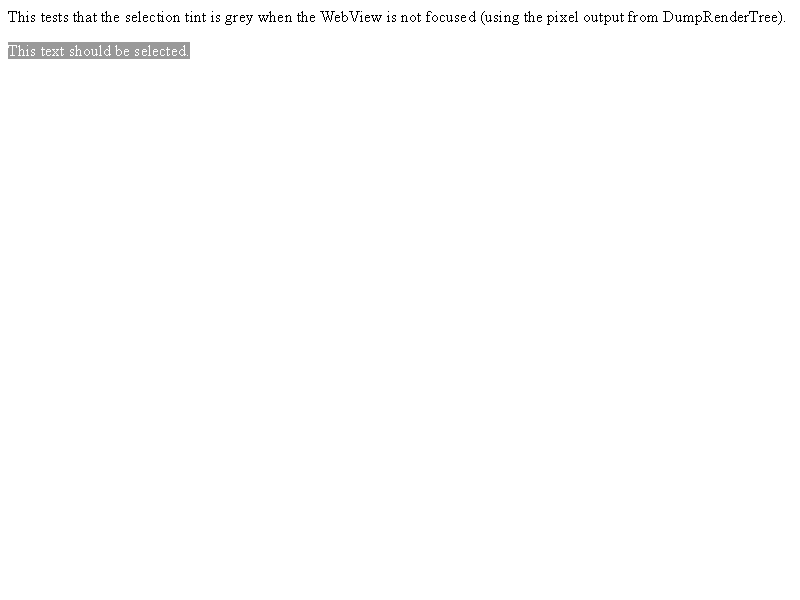 This tests that the selection tint is grey when the WebView is not focused (using the pixel output from DumpRenderTree).
This text should be selected.